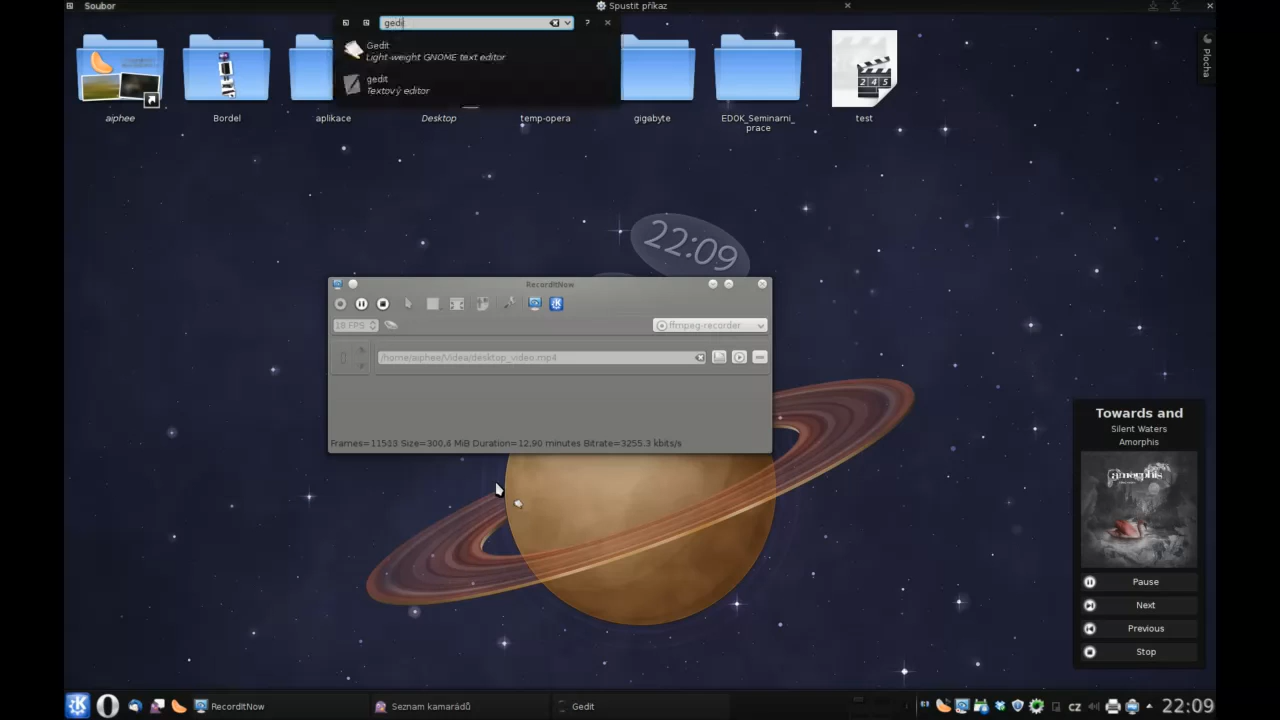 Soubor
Spustit příkaz
gedi
?
Gedit
Light-weight GNOME text editor
gedit
Textový editor
Plocha
aiphee
Bordel
aplikace
Desktop
temp-opera
gigabyte
EDOK_Seminarni_
prace
test
22:09
RecordItNow
18 FPS
ffmpeg-recorder
/home/aiphee/Videa/desktop_video.mp4
Frames=11513 Size=300,6 MiB Duration=12,90 minutes Bitrate=3255.3 kbits/s
Towards and
Silent Waters
Amorphis
amorphis
Pause
Next
Previous
Stop
RecordItNow
Seznam kamarádů
Gedit
cz
22:09